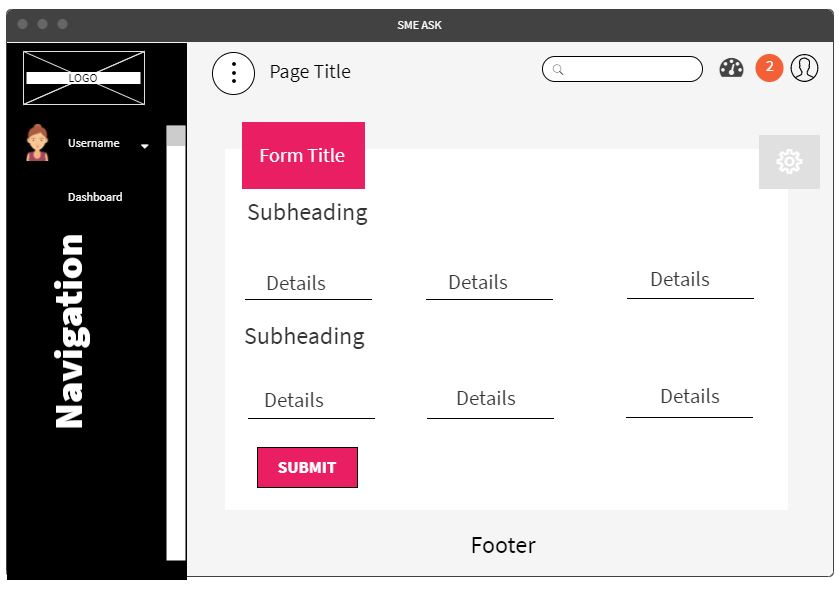 SME ASK
LOGO
Page Title
2
Username
Dashboard
Navigation
Form Title
Subheading
Details Details Details
Subheading
Details Details Details
SUBMIT
Footer